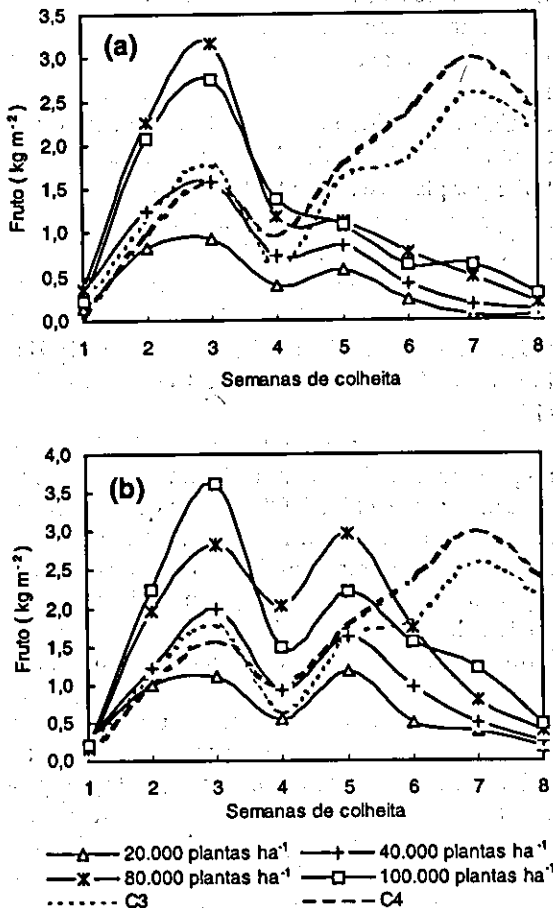 (a)
Fruto ( kg m⁻²)
3,5
3,0
2,5
2,0
1,5
1,0
0,5
0,0
1 2 3 4 5 6 7 8
Semanas de colheita
(b)
Fruto ( kg m⁻²)
4,0
3,5
3,0
2,5
2,0
1,5
1,0
0,5
0,0
1 2 3 4 5 6 7 8
Semanas de colheita
20.000 plantas ha⁻¹ 40.000 plantas ha⁻¹
80.000 plantas ha⁻¹ 100.000 plantas ha⁻¹
C3 C4